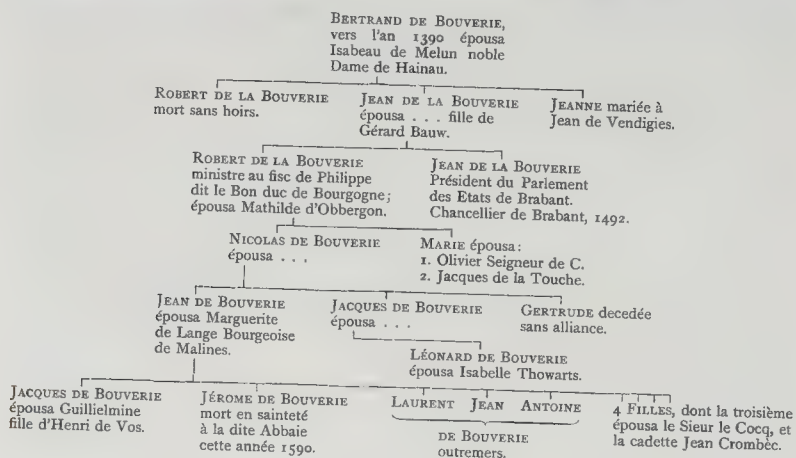 BERTRAND DE BOUVERIE,
vers l'an 1390 épousa
Isabeau de Melun noble
Dame de Hainau.
ROBERT DE LA BOUVERIE
mort sans hoirs.
JEAN DE LA BOUVERIE
épousa . . . fille de
Gérard Bauw.
JEANNE mariée à
Jean de Vendigies.
ROBERT DE LA BOUVERIE
ministre au fisc de Philippe
dit le Bon duc de Bourgogne;
épousa Mathilde d'Obbergon.
JEAN DE LA BOUVERIE
Président du Parlement
des Etats de Brabant.
Chancellier de Brabant, 1492.
NICOLAS DE BOUVERIE
épousa . . .
MARIE épousa:
1. Olivier Seigneur de C.
2. Jacques de la Touche.
JEAN DE BOUVERIE
épousa Marguerite
de Lange Bourgeoise
de Malines.
JACQUES DE BOUVERIE
épousa . . .
GERTRUDE decedée
sans alliance.
LÉONARD DE BOUVERIE
épousa Isabelle Thowarts.
JACQUES DE BOUVERIE
épousa Guillielmine
fille d'Henri de Vos.
JÉROME DE BOUVERIE
mort en sainteté
à la dite Abbaie
cette année 1590.
LAURENT JEAN ANTOINE
DE BOUVERIE
outremers.
4 FILLES, dont la troisième
épousa le Sieur le Cocq, et
la cadette Jean Crombèc.